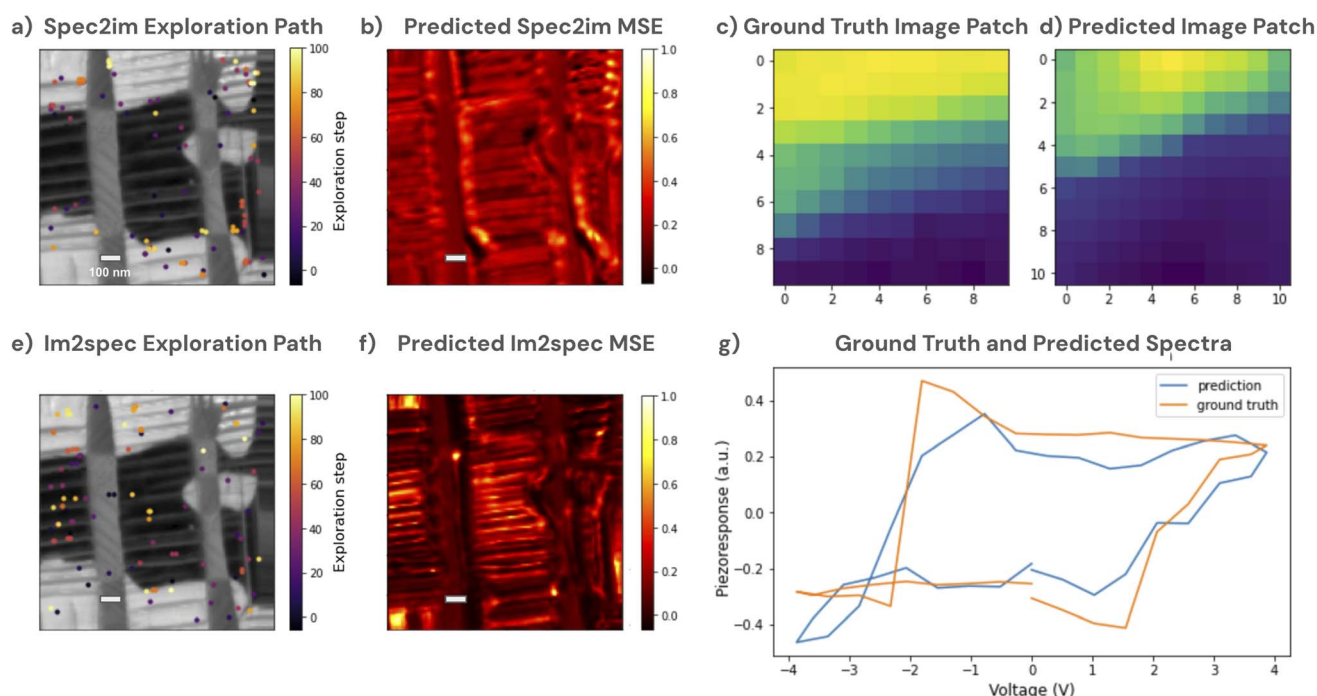 a) Spec2im Exploration Path
b) Predicted Spec2im MSE
c) Ground Truth Image Patch
d) Predicted Image Patch
100
80
60
40
20
0
Exploration step
100 nm
1.0
0.8
0.6
0.4
0.2
0.0
0
2
4
6
8
0 2 4 6 8
0
2
4
6
8
10
0 2 4 6 8 10
e) Im2spec Exploration Path
f) Predicted Im2spec MSE
g) Ground Truth and Predicted Spectra
100
80
60
40
20
0
Exploration step
1.0
0.8
0.6
0.4
0.2
0.0
prediction
ground truth
0.4
0.2
0.0
−0.2
−0.4
Piezoresponse (a.u.)
−4 −3 −2 −1 0 1 2 3 4
Voltage (V)